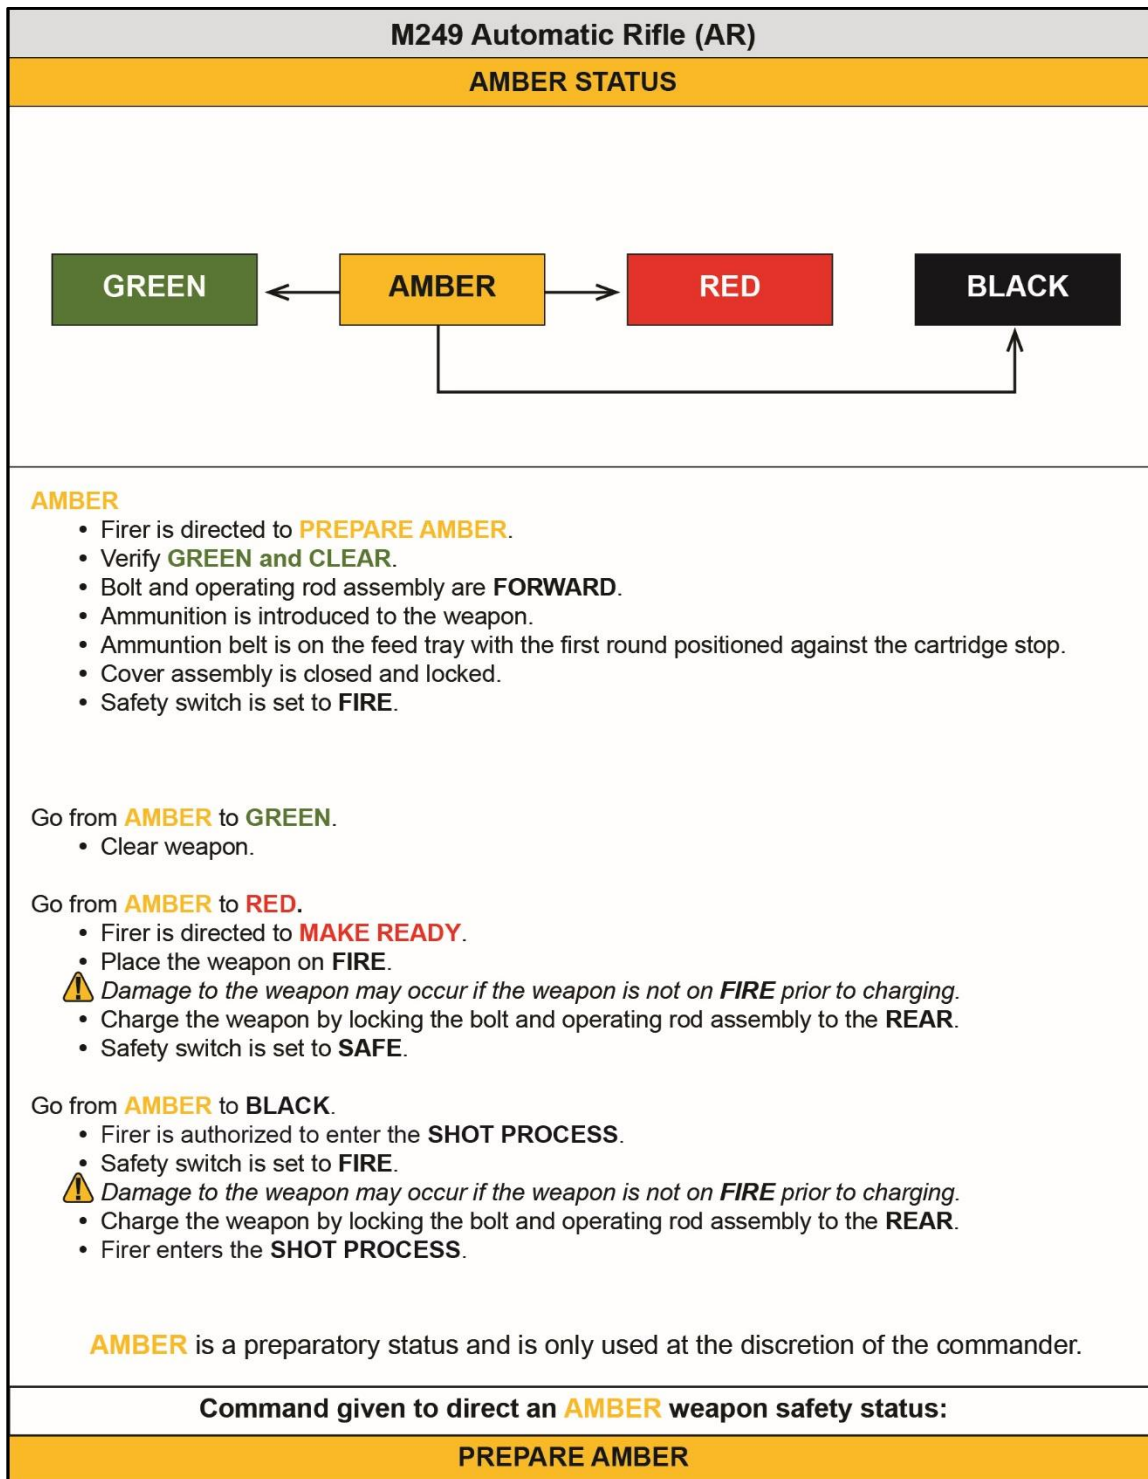 M249 Automatic Rifle (AR)
AMBER STATUS
GREEN
AMBER
RED
BLACK
AMBER
• Firer is directed to PREPARE AMBER.
• Verify GREEN and CLEAR.
• Bolt and operating rod assembly are FORWARD.
• Ammunition is introduced to the weapon.
• Ammuntion belt is on the feed tray with the first round positioned against the cartridge stop.
• Cover assembly is closed and locked.
• Safety switch is set to FIRE.
Go from AMBER to GREEN.
• Clear weapon.
Go from AMBER to RED.
• Firer is directed to MAKE READY.
• Place the weapon on FIRE.
Damage to the weapon may occur if the weapon is not on FIRE prior to charging.
• Charge the weapon by locking the bolt and operating rod assembly to the REAR.
• Safety switch is set to SAFE.
Go from AMBER to BLACK.
• Firer is authorized to enter the SHOT PROCESS.
• Safety switch is set to FIRE.
Damage to the weapon may occur if the weapon is not on FIRE prior to charging.
• Charge the weapon by locking the bolt and operating rod assembly to the REAR.
• Firer enters the SHOT PROCESS.
AMBER is a preparatory status and is only used at the discretion of the commander.
Command given to direct an AMBER weapon safety status:
PREPARE AMBER